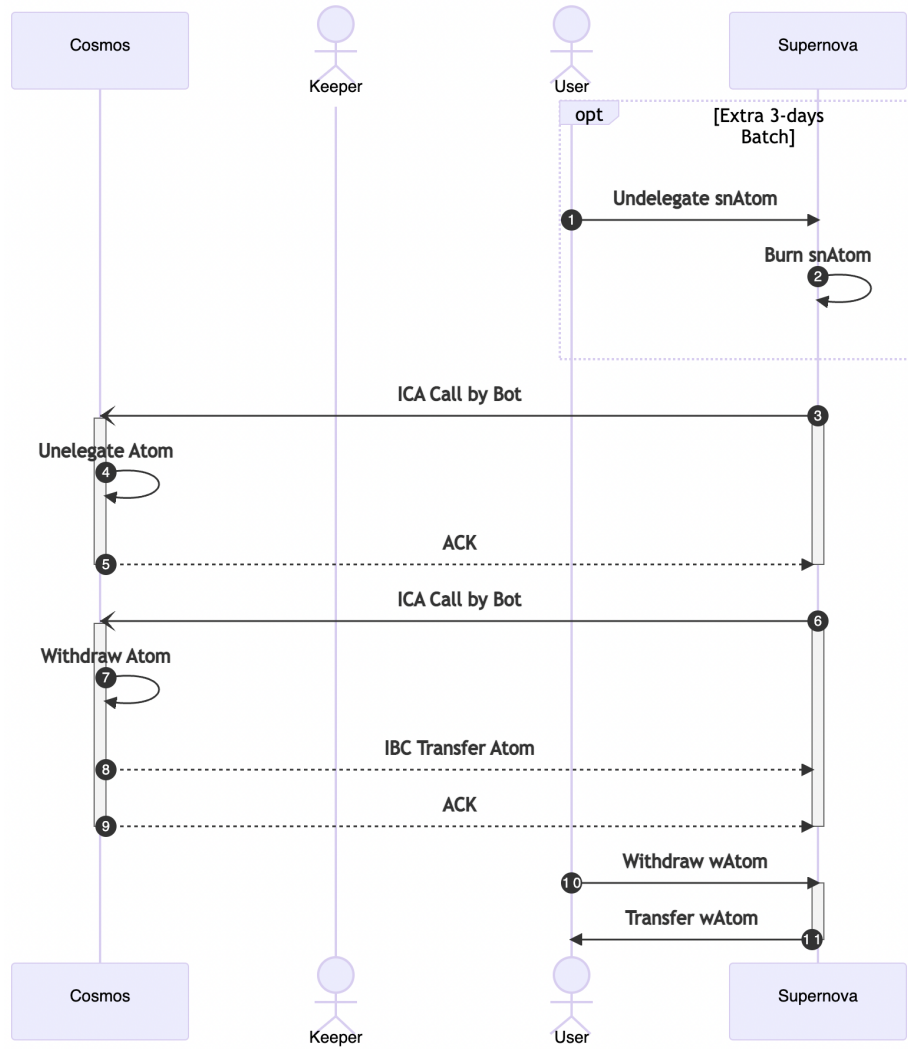 Cosmos
Keeper
User
Supernova
opt
[Extra 3-days
Batch]
Undelegate snAtom
1
Burn snAtom
2
ICA Call by Bot
3
Unelegate Atom
4
ACK
5
ICA Call by Bot
6
Withdraw Atom
7
IBC Transfer Atom
8
ACK
9
Withdraw wAtom
10
Transfer wAtom
11
Cosmos
Keeper
User
Supernova